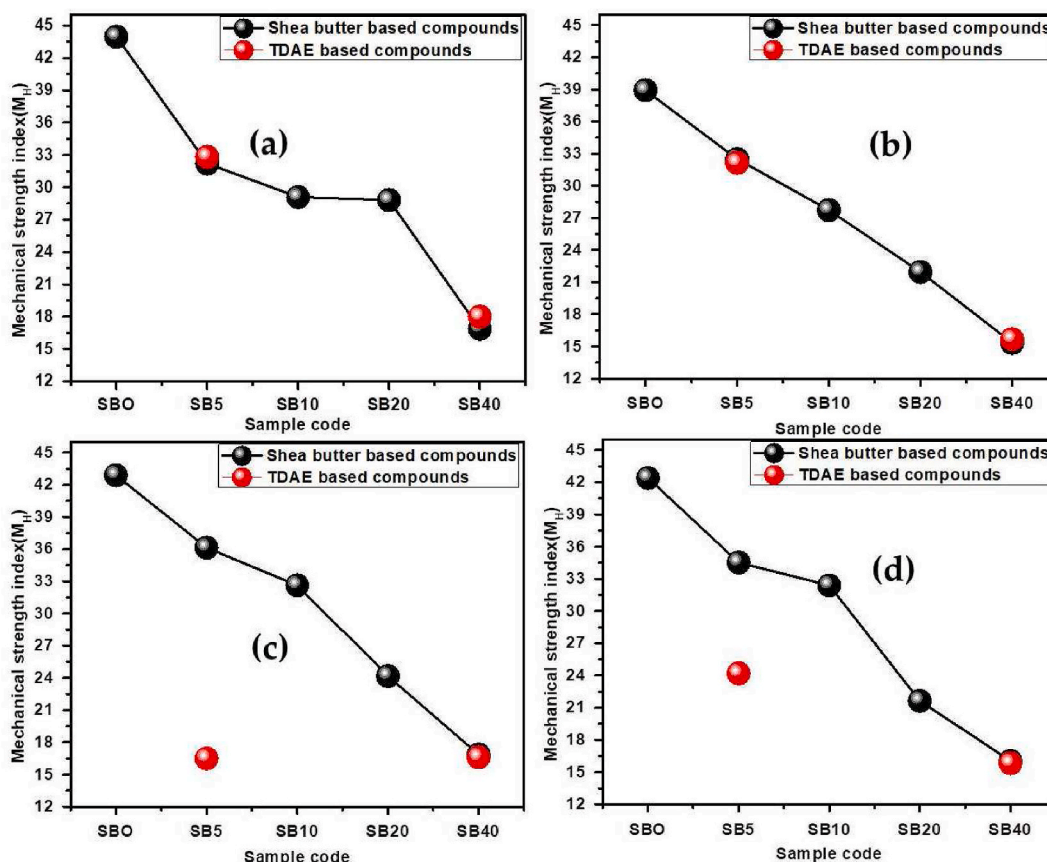 Shea butter based compounds
TDAE based compounds
Mechanical strength index(M_H)
45
42
39
36
33
30
27
24
21
18
15
12
(a)
SBO SB5 SB10 SB20 SB40
Sample code
Shea butter based compounds
TDAE based compounds
Mechanical strength index(M_H)
45
42
39
36
33
30
27
24
21
18
15
12
(b)
SBO SB5 SB10 SB20 SB40
Sample code
Shea butter based compounds
TDAE based compounds
Mechanical strength index(M_H)
45
42
39
36
33
30
27
24
21
18
15
12
(c)
SBO SB5 SB10 SB20 SB40
Sample code
Shea butter based compounds
TDAE based compounds
Mechanical strength index(M_H)
45
42
39
36
33
30
27
24
21
18
15
12
(d)
SBO SB5 SB10 SB20 SB40
Sample code